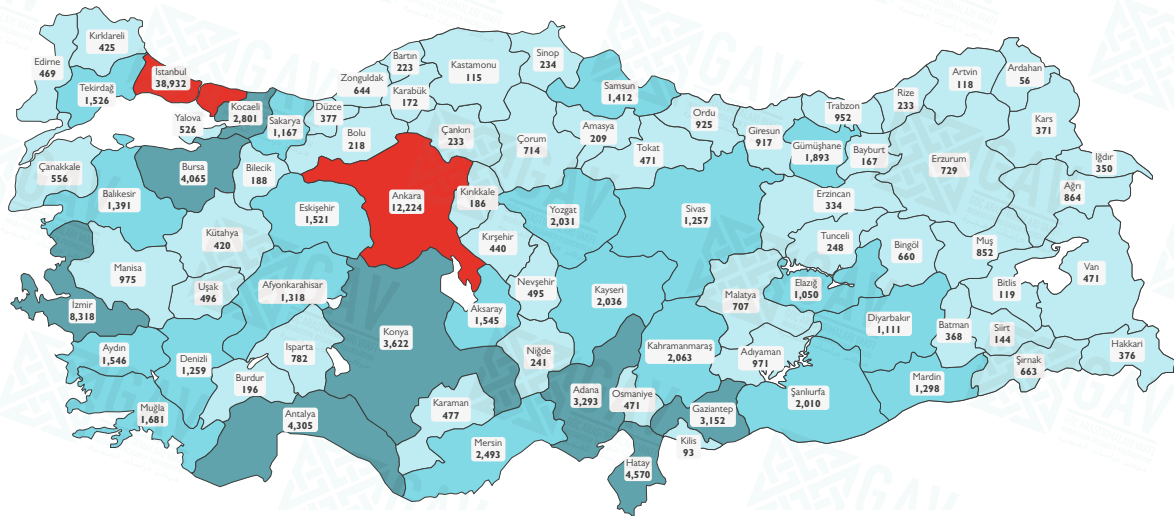 Kırklareli
425
Edirne
469
Tekirdağ
1,526
İstanbul
38,932
Kocaeli
2,801
Yalova
526
Sakarya
1,167
Düzce
377
Zonguldak
644
Bartın
223
Karabük
172
Kastamonu
115
Sinop
234
Samsun
1,412
Bolu
218
Çankırı
233
Çorum
714
Amasya
209
Tokat
471
Ordu
925
Giresun
917
Trabzon
952
Gümüşhane
1,893
Bayburt
167
Rize
233
Artvin
118
Ardahan
56
Kars
371
Iğdır
350
Ağrı
864
Erzurum
729
Erzincan
334
Çanakkale
556
Balıkesir
1,391
Bursa
4,065
Bilecik
188
Eskişehir
1,521
Ankara
12,224
Kırıkkale
186
Yozgat
2,031
Sivas
1,257
Tunceli
248
Bingöl
660
Muş
852
Bitlis
119
Van
471
Kütahya
420
Kırşehir
440
Manisa
975
Uşak
496
Afyonkarahisar
1,318
Nevşehir
495
Kayseri
2,036
Malatya
707
Elazığ
1,050
Diyarbakır
1,111
Batman
368
Siirt
144
Şırnak
663
Hakkari
376
İzmir
8,318
Aksaray
1,545
Konya
3,622
Niğde
241
Kahramanmaraş
2,063
Adıyaman
971
Aydın
1,546
Denizli
1,259
Isparta
782
Burdur
196
Muğla
1,681
Antalya
4,305
Karaman
477
Mersin
2,493
Adana
3,293
Osmaniye
471
Gaziantep
3,152
Kilis
93
Hatay
4,570
Şanlıurfa
2,010
Mardin
1,298
GAV
GAV